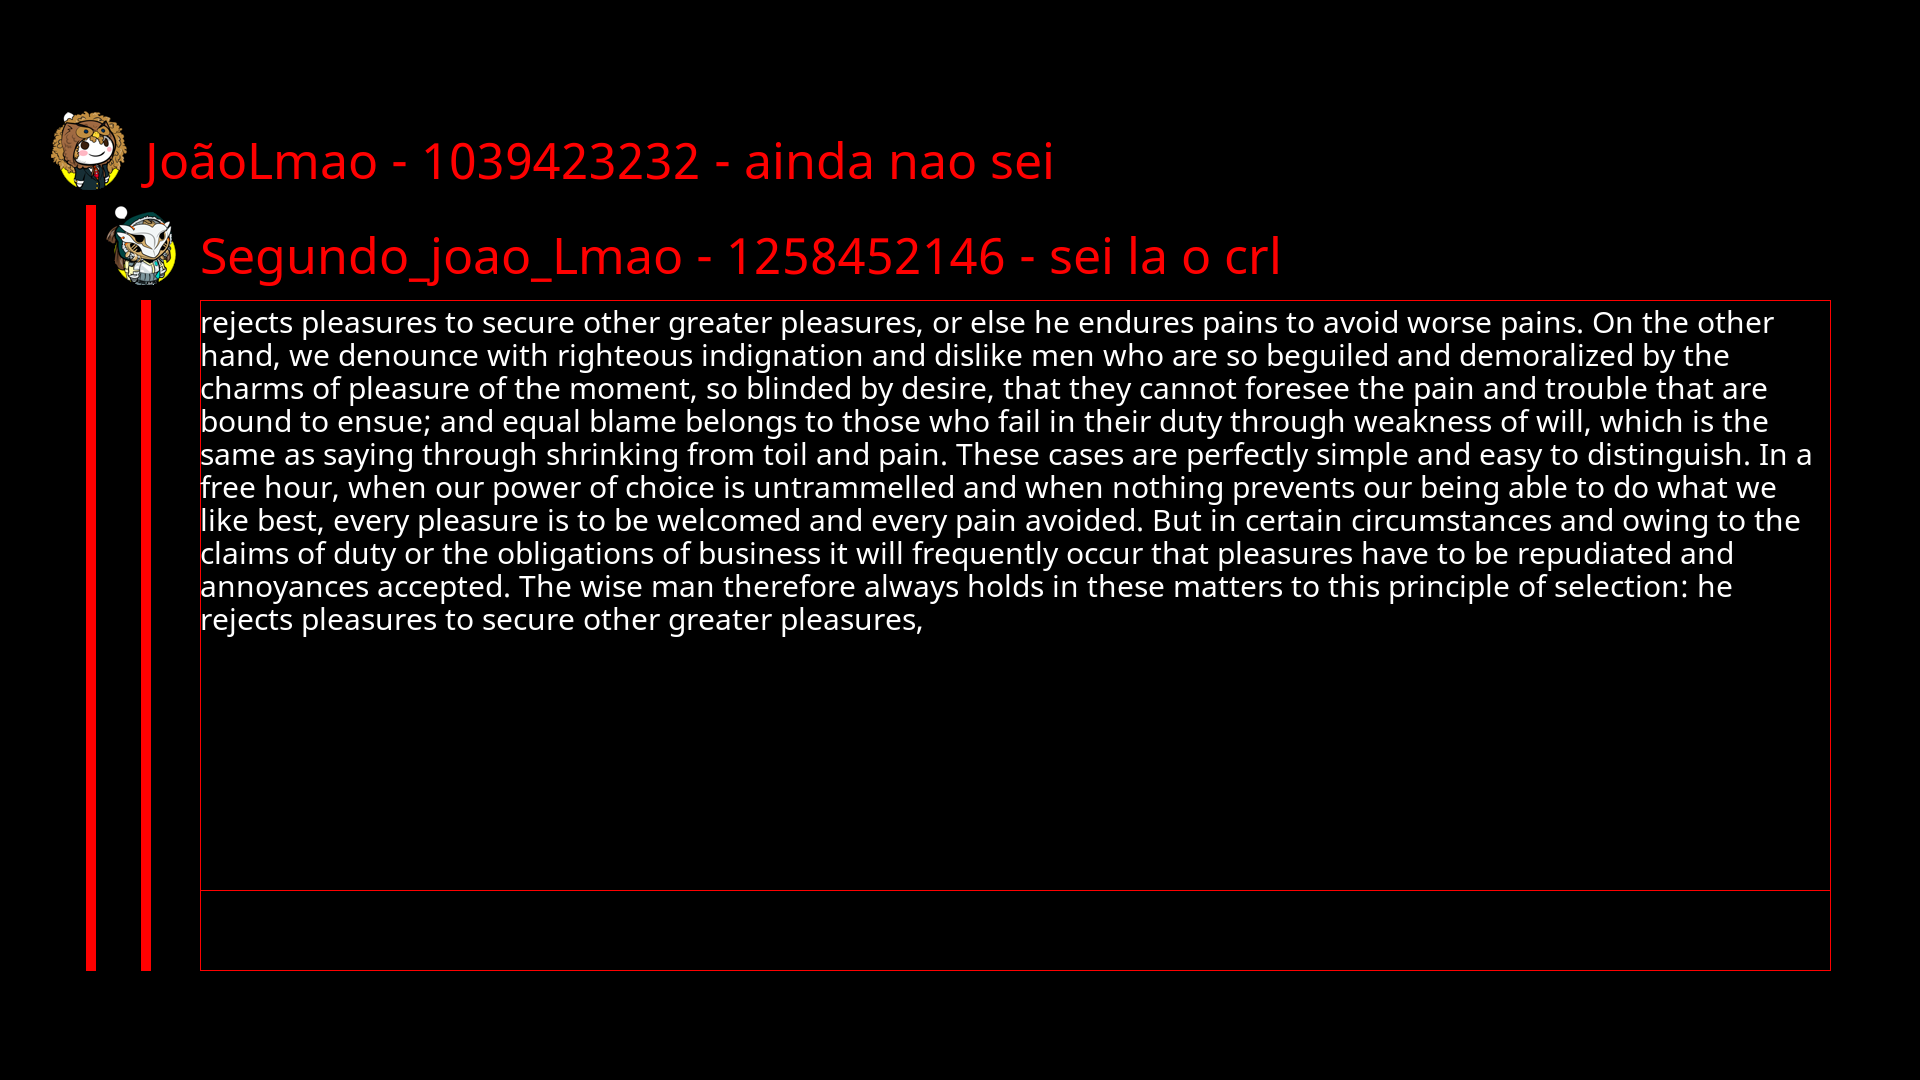 JoãoLmao - 1039423232 - ainda nao sei
Segundo_joao_Lmao - 1258452146 - sei la o crl
rejects pleasures to secure other greater pleasures, or else he endures pains to avoid worse pains. On the other
hand, we denounce with righteous indignation and dislike men who are so beguiled and demoralized by the
charms of pleasure of the moment, so blinded by desire, that they cannot foresee the pain and trouble that are
bound to ensue; and equal blame belongs to those who fail in their duty through weakness of will, which is the
same as saying through shrinking from toil and pain. These cases are perfectly simple and easy to distinguish. In a
free hour, when our power of choice is untrammelled and when nothing prevents our being able to do what we
like best, every pleasure is to be welcomed and every pain avoided. But in certain circumstances and owing to the
claims of duty or the obligations of business it will frequently occur that pleasures have to be repudiated and
annoyances accepted. The wise man therefore always holds in these matters to this principle of selection: he
rejects pleasures to secure other greater pleasures,